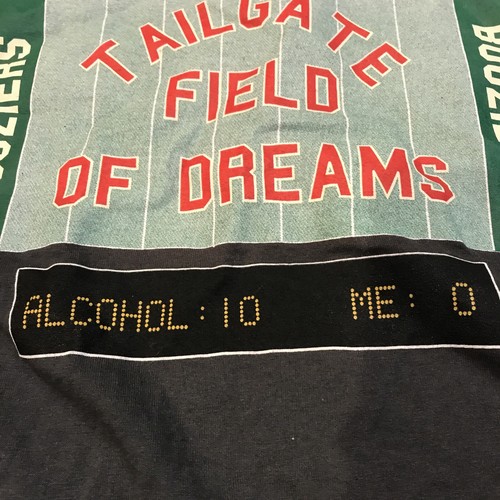 TAILGATE
FIELD
OF DREAMS
ALCOHOL:10 ME: 0